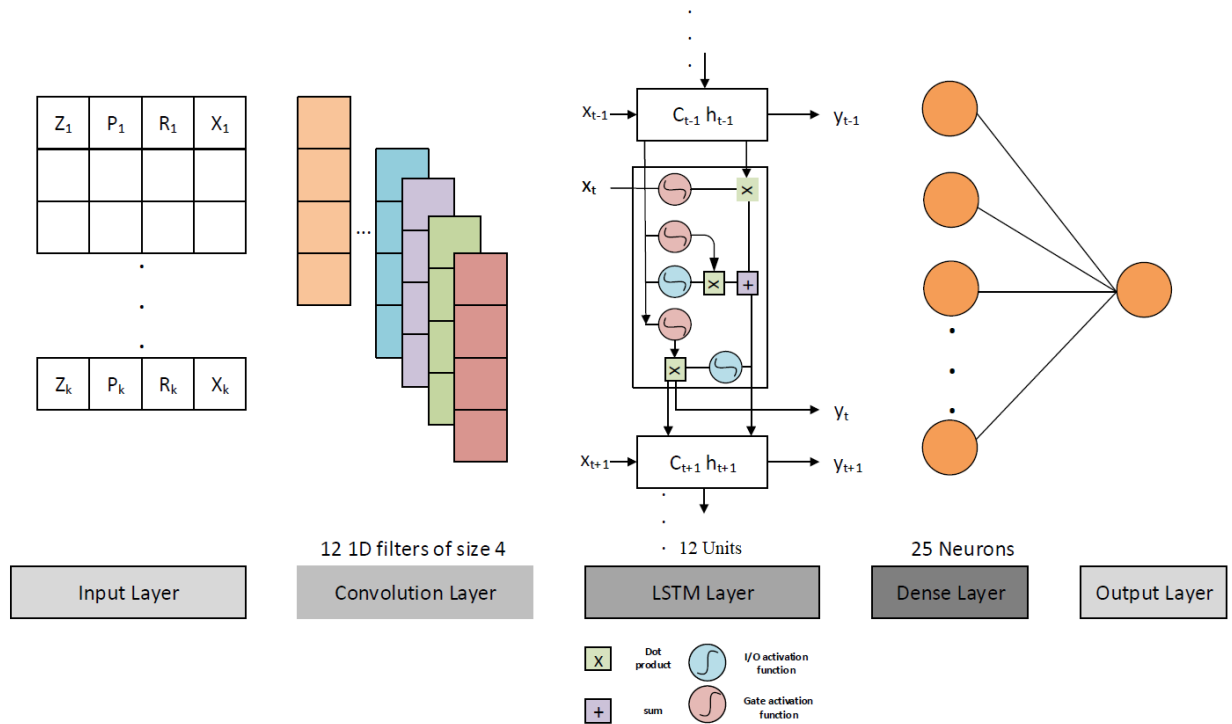 Z₁ P₁ R₁ X₁
Zₖ Pₖ Rₖ Xₖ
...
Xₜ₋₁
Cₜ₋₁ hₜ₋₁
yₜ₋₁
Xₜ
X
X
+
X
yₜ
Xₜ₊₁
Cₜ₊₁ hₜ₊₁
yₜ₊₁
12 1D filters of size 4
12 Units
25 Neurons
Input Layer
Convolution Layer
LSTM Layer
Dense Layer
Output Layer
X
Dot
product
I/O activation
function
+
sum
Gate activation
function